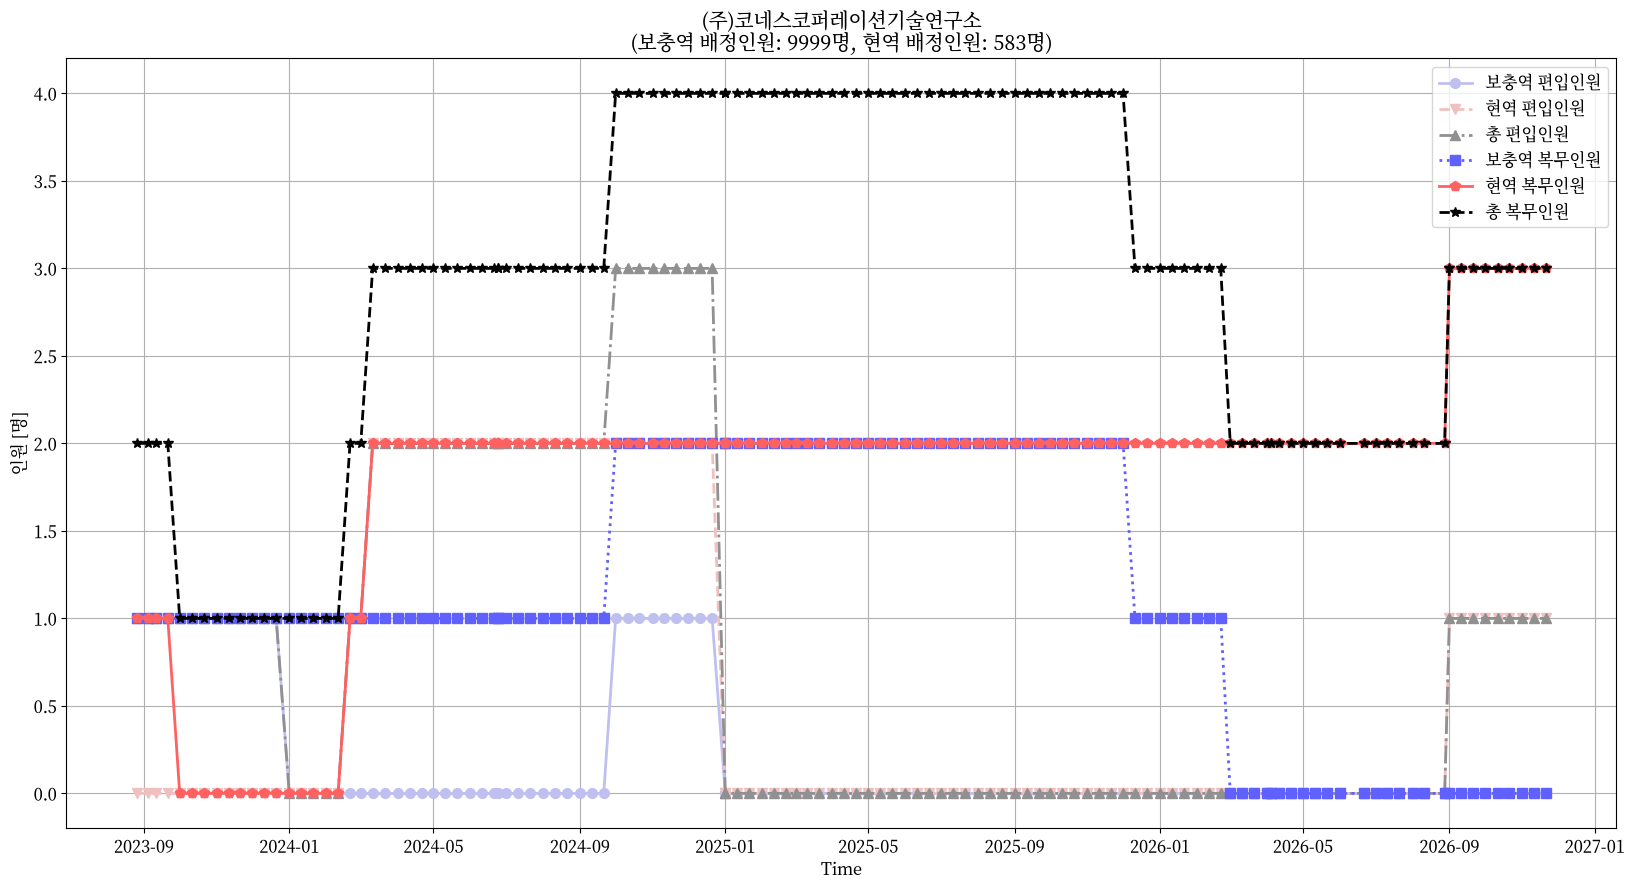 (주)코네스코퍼레이션기술연구소
(보충역 배정인원: 9999명, 현역 배정인원: 583명)
인원 [명]
4.0
3.5
3.0
2.5
2.0
1.5
1.0
0.5
0.0
보충역 편입인원
현역 편입인원
총 편입인원
보충역 복무인원
현역 복무인원
총 복무인원
2023-09
2024-01
2024-05
2024-09
2025-01
2025-05
2025-09
2026-01
2026-05
2026-09
2027-01
Time